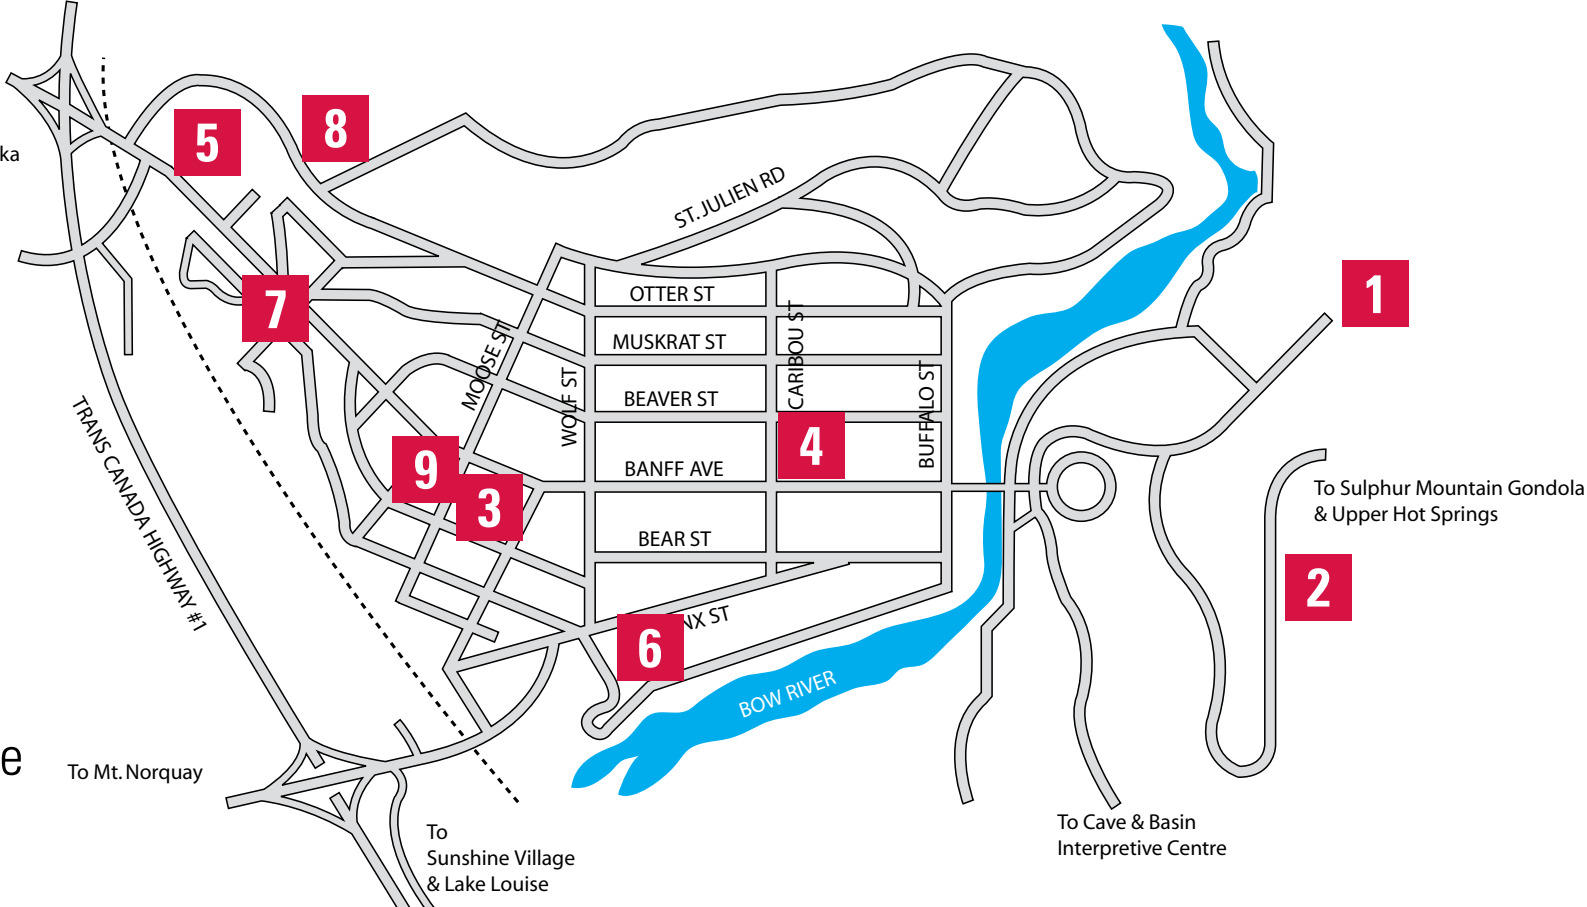 5
8
ka
ST. JULIEN RD
1
7
OTTER ST
MUSKRAT ST
CARIBOU ST
MOOSE ST
WOLF ST
BEAVER ST
BUFFALO ST
4
9
3
BANFF AVE
TRANS CANADA HIGHWAY #1
To Sulphur Mountain Gondola
& Upper Hot Springs
BEAR ST
2
6
NX ST
BOW RIVER
e
To Mt. Norquay
To
Sunshine Village
& Lake Louise
To Cave & Basin
Interpretive Centre